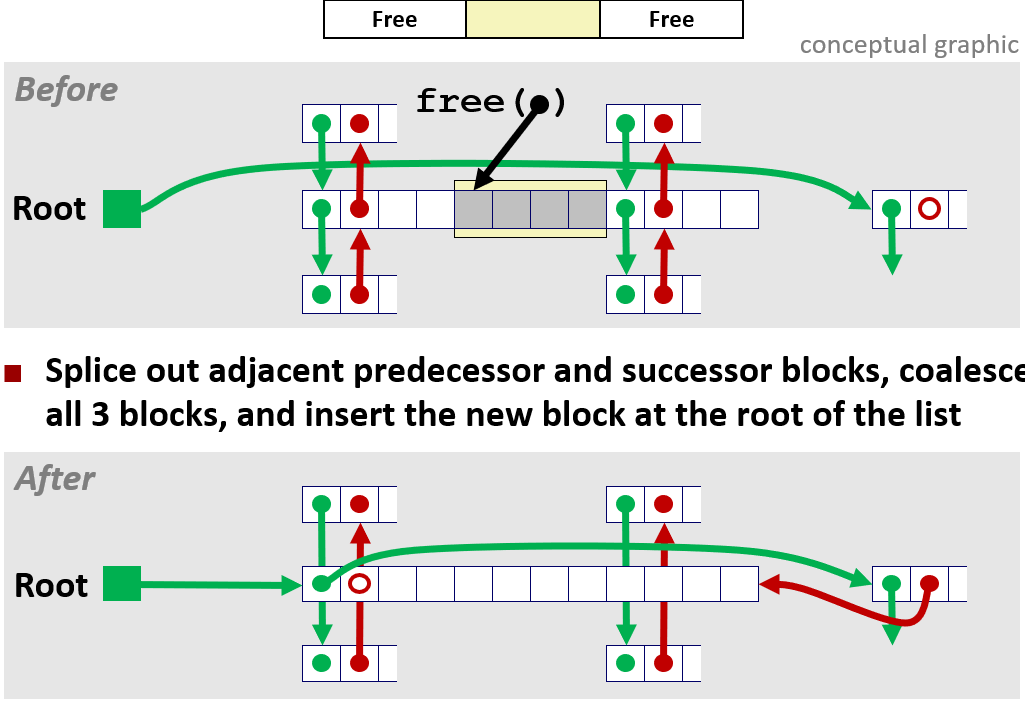 Free Free
conceptual graphic
Before
free( )
Root
Splice out adjacent predecessor and successor blocks, coalesce
all 3 blocks, and insert the new block at the root of the list
After
Root